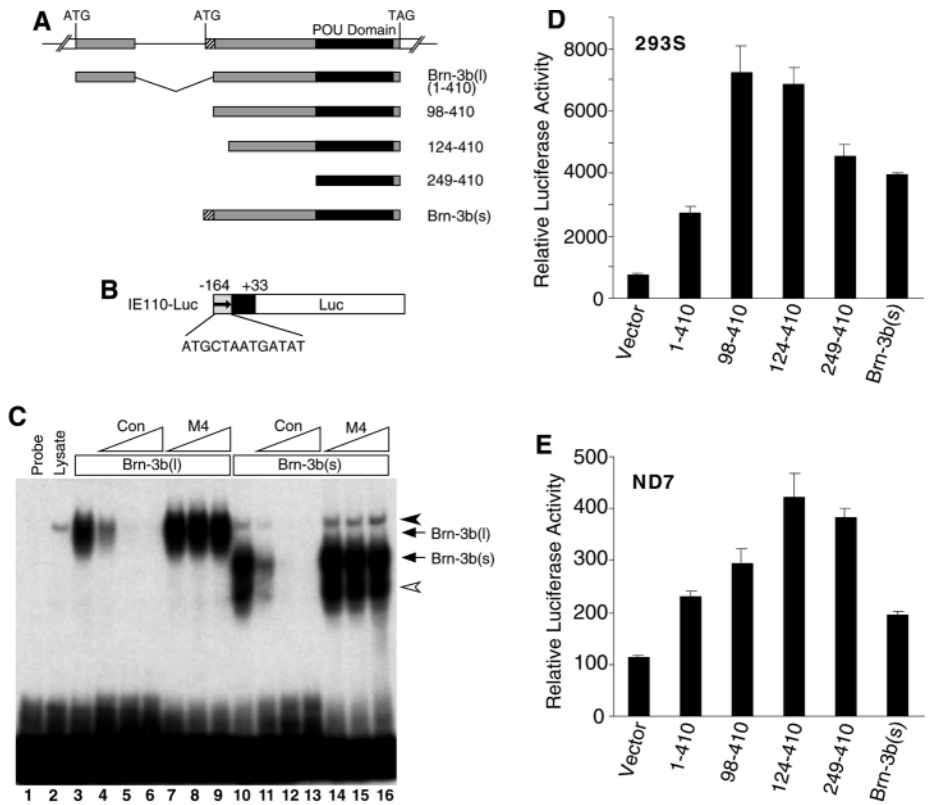 A
ATG ATG TAG
POU Domain
Brn-3b(l)
(1-410)
98-410
124-410
249-410
Brn-3b(s)
B
-164 +33
IE110-Luc Luc
ATGCTAATGATAT
C
Probe
Lysate
Con M4 Con M4
Brn-3b(l) Brn-3b(s)
Brn-3b(l)
Brn-3b(s)
1 2 3 4 5 6 7 8 9 10 11 12 13 14 15 16
D
293S
Relative Luciferase Activity
8000
6000
4000
2000
0
Vector
1-410
98-410
124-410
249-410
Brn-3b(s)
E
ND7
Relative Luciferase Activity
500
400
300
200
100
0
Vector
1-410
98-410
124-410
249-410
Brn-3b(s)